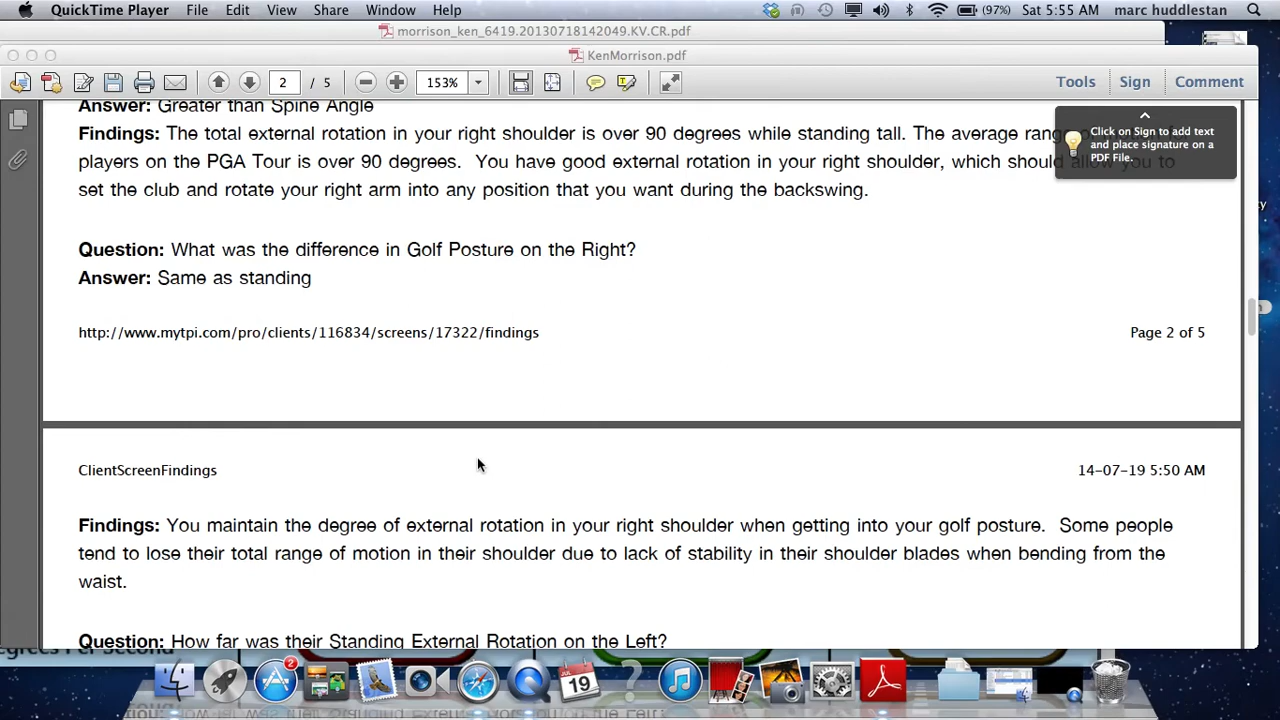 QuickTime Player File Edit View Share Window Help (97%) Sat 5:55 AM marc huddlestan
morrison_ken_6419.20130718142049.KV.CR.pdf
KenMorrison.pdf
2 / 5 153% Tools Sign Comment
Answer: Greater than Spine Angle
Findings: The total external rotation in your right shoulder is over 90 degrees while standing tall. The average range
players on the PGA Tour is over 90 degrees. You have good external rotation in your right shoulder, which should allow you to
set the club and rotate your right arm into any position that you want during the backswing.
Click on Sign to add text
and place signature on a
PDF File.
Question: What was the difference in Golf Posture on the Right?
Answer: Same as standing
http://www.mytpi.com/pro/clients/116834/screens/17322/findings Page 2 of 5
ClientScreenFindings 14-07-19 5:50 AM
Findings: You maintain the degree of external rotation in your right shoulder when getting into your golf posture. Some people
tend to lose their total range of motion in their shoulder due to lack of stability in their shoulder blades when bending from the
waist.
Question: How far was their Standing External Rotation on the Left?
egrees Per Second
2
JUL
19